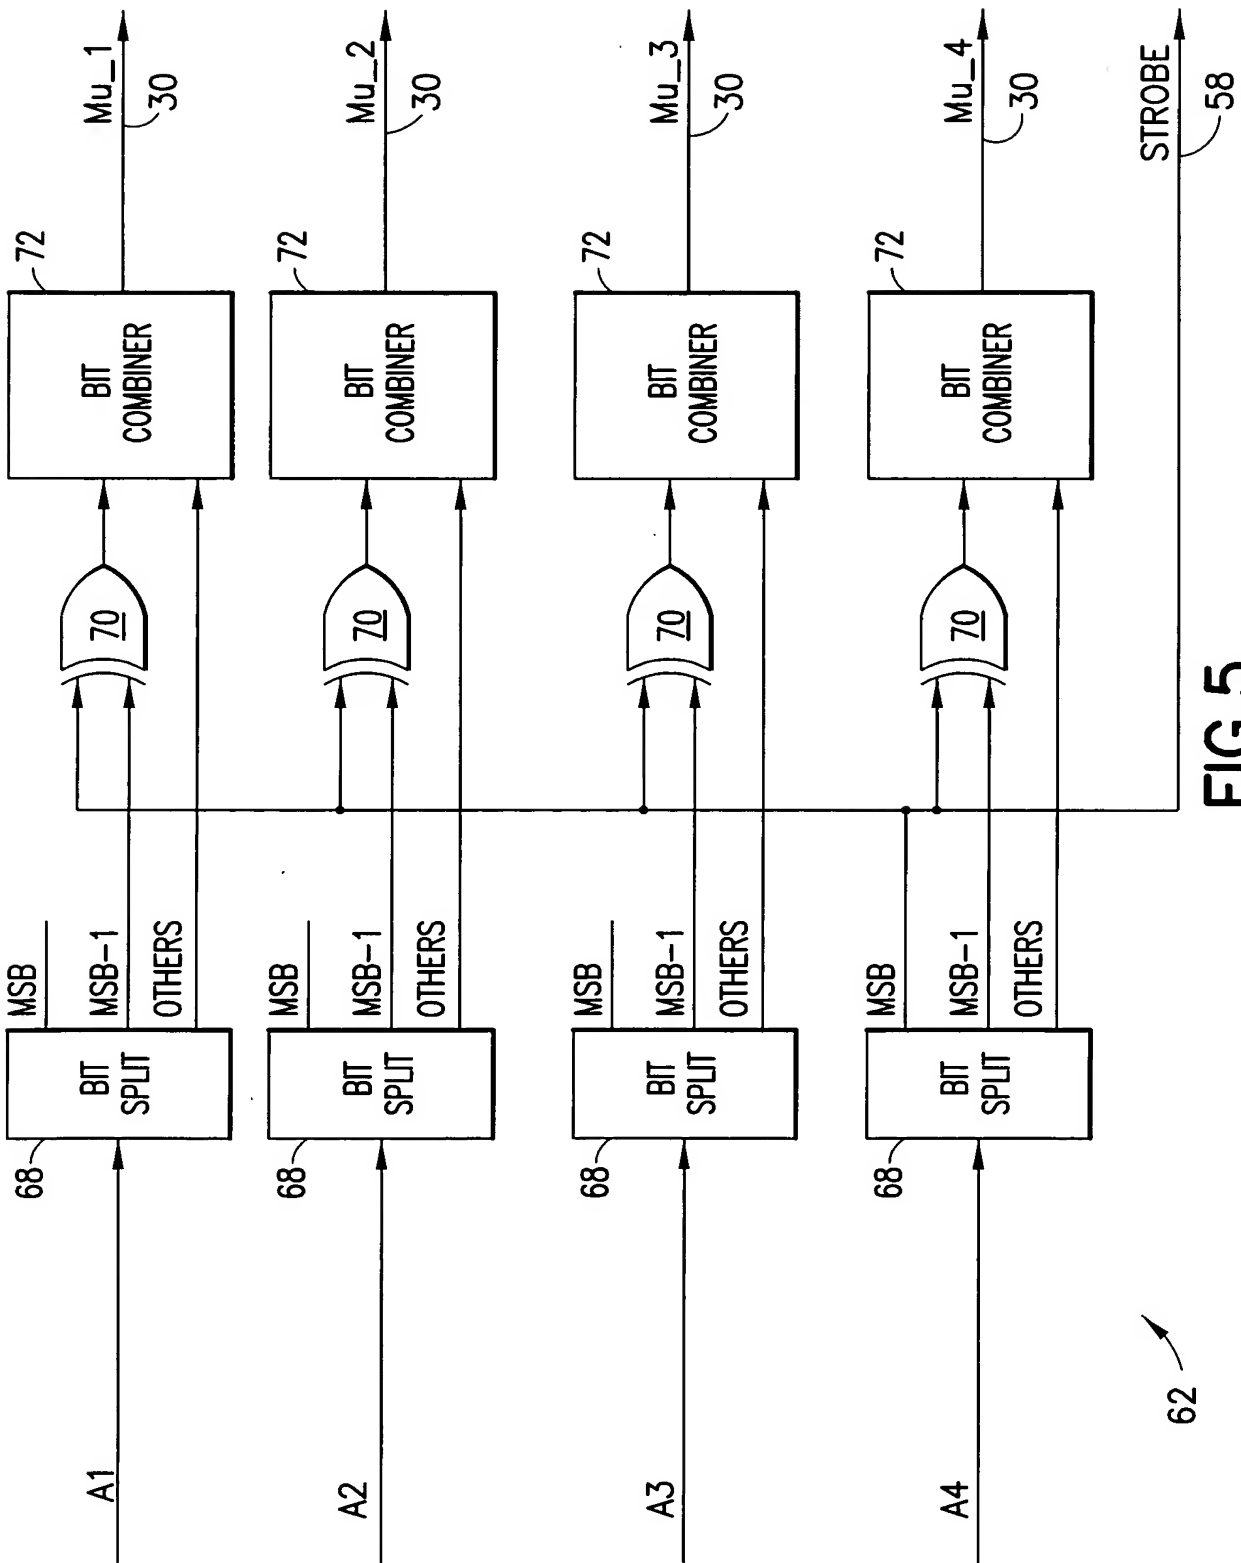 A1
68
BIT
SPLIT
MSB
MSB-1
OTHERS
70
72
BIT
COMBINER
Mu_1
30
A2
68
BIT
SPLIT
MSB
MSB-1
OTHERS
70
72
BIT
COMBINER
Mu_2
30
A3
68
BIT
SPLIT
MSB
MSB-1
OTHERS
70
72
BIT
COMBINER
Mu_3
30
A4
68
BIT
SPLIT
MSB
MSB-1
OTHERS
70
72
BIT
COMBINER
Mu_4
30
STROBE
58
62
FIG.5